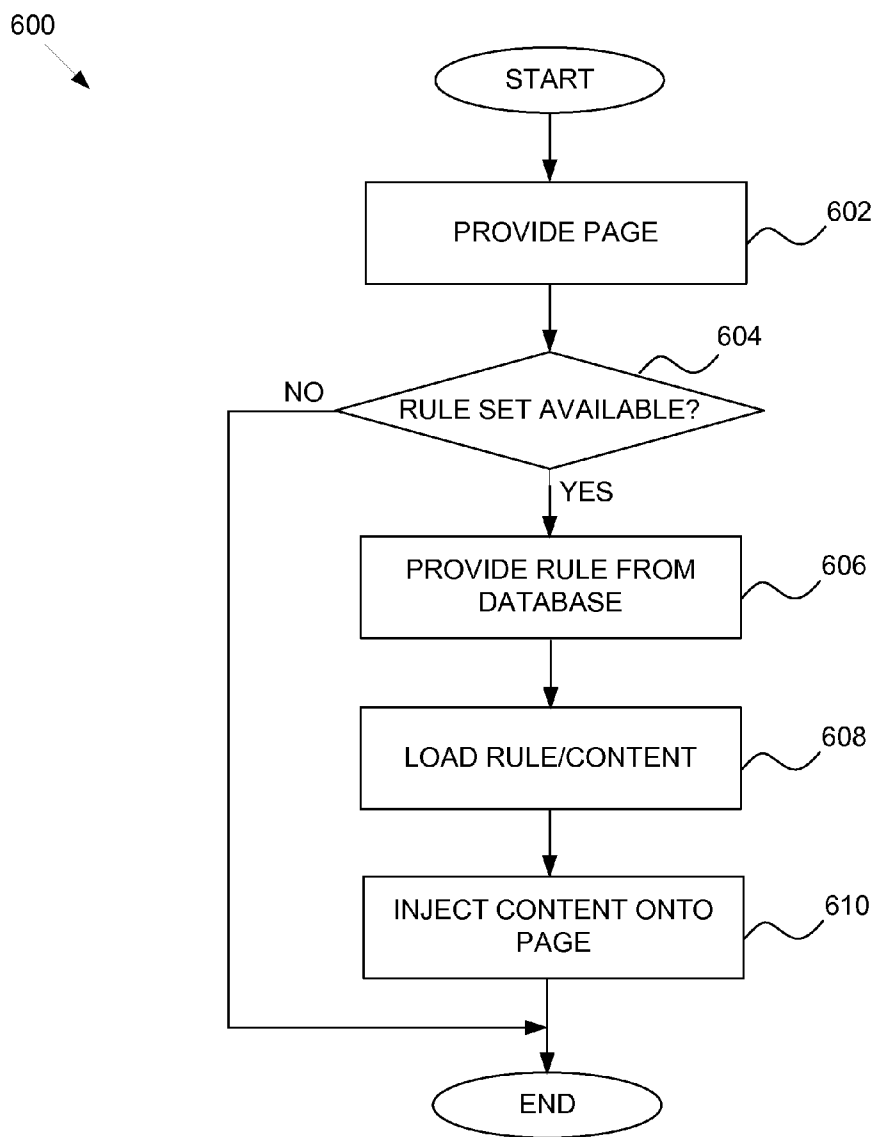 600
START
PROVIDE PAGE
602
604
NO
RULE SET AVAILABLE?
YES
PROVIDE RULE FROM
DATABASE
606
LOAD RULE/CONTENT
608
INJECT CONTENT ONTO
PAGE
610
END